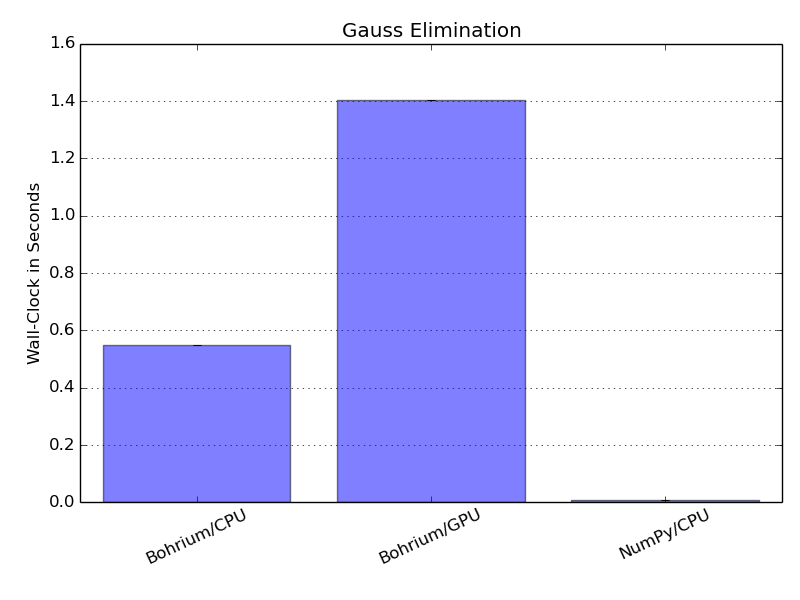 Gauss Elimination
Wall-Clock in Seconds
1.6
1.4
1.2
1.0
0.8
0.6
0.4
0.2
0.0
Bohrium/CPU
Bohrium/GPU
NumPy/CPU